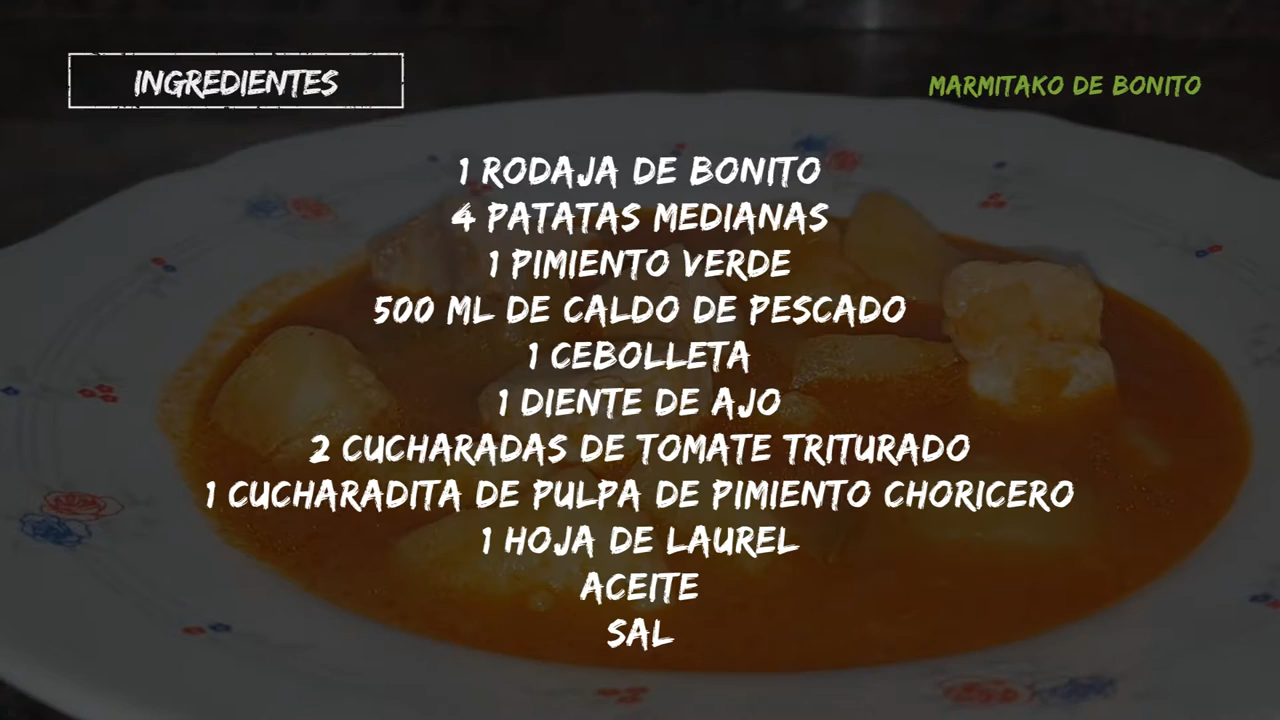 INGREDIENTES
MARMITAKO DE BONITO
1 RODAJA DE BONITO
4 PATATAS MEDIANAS
1 PIMIENTO VERDE
500 ML DE CALDO DE PESCADO
1 CEBOLLETA
1 DIENTE DE AJO
2 CUCHARADAS DE TOMATE TRITURADO
1 CUCHARADITA DE PULPA DE PIMIENTO CHORICERO
1 HOJA DE LAUREL
ACEITE
SAL